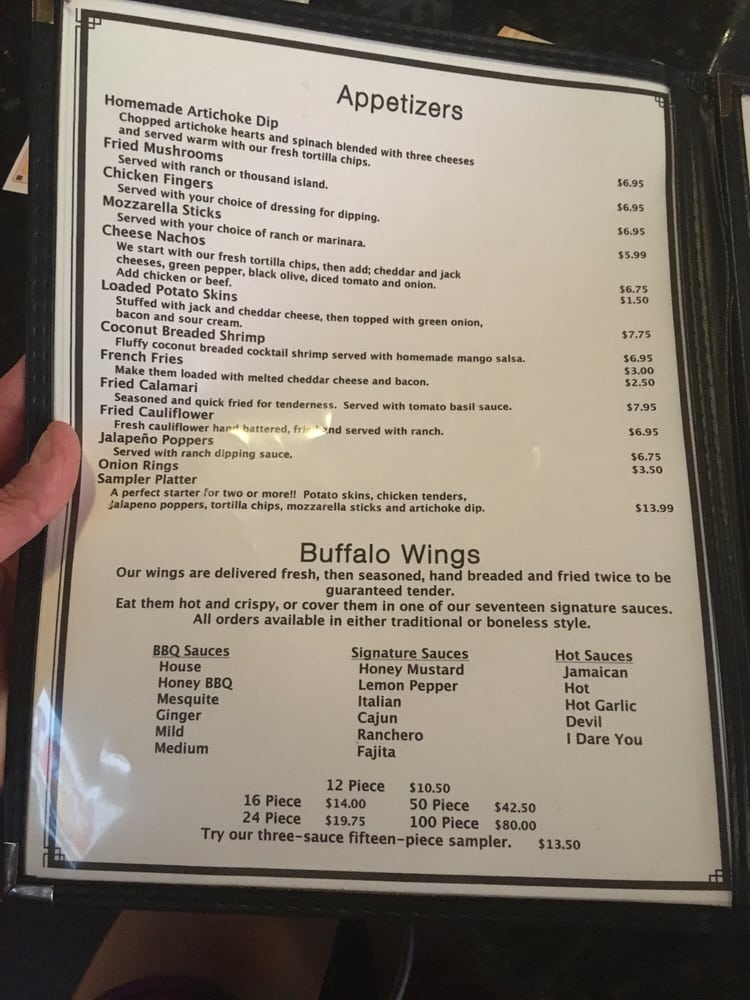 Appetizers
Homemade Artichoke Dip
Chopped artichoke hearts and spinach blended with three cheeses
and served warm with our fresh tortilla chips. $6.95
Fried Mushrooms
Served with ranch or thousand island. $6.95
Chicken Fingers
Served with your choice of dressing for dipping. $6.95
Mozzarella Sticks
Served with your choice of ranch or marinara. $5.99
Cheese Nachos
We start with our fresh tortilla chips, then add; cheddar and jack
cheeses, green pepper, black olive, diced tomato and onion. $6.75
Add chicken or beef. $1.50
Loaded Potato Skins
Stuffed with jack and cheddar cheese, then topped with green onion,
bacon and sour cream. $7.75
Coconut Breaded Shrimp
Fluffy coconut breaded cocktail shrimp served with homemade mango salsa. $6.95
French Fries $3.00
Make them loaded with melted cheddar cheese and bacon. $2.50
Fried Calamari
Seasoned and quick fried for tenderness. Served with tomato basil sauce. $7.95
Fried Cauliflower
Fresh cauliflower hand battered, and served with ranch. $6.95
Jalapeño Poppers
Served with ranch dipping sauce. $6.75
Onion Rings $3.50
Sampler Platter
A perfect starter for two or more!! Potato skins, chicken tenders,
Jalapeno poppers, tortilla chips, mozzarella sticks and artichoke dip. $13.99
Buffalo Wings
Our wings are delivered fresh, then seasoned, hand breaded and fried twice to be
guaranteed tender.
Eat them hot and crispy, or cover them in one of our seventeen signature sauces.
All orders available in either traditional or boneless style.
BBQ Sauces
House
Honey BBQ
Mesquite
Ginger
Mild
Medium
Signature Sauces
Honey Mustard
Lemon Pepper
Italian
Cajun
Ranchero
Fajita
Hot Sauces
Jamaican
Hot
Hot Garlic
Devil
I Dare You
12 Piece $10.50
16 Piece $14.00 50 Piece $42.50
24 Piece $19.75 100 Piece $80.00
Try our three-sauce fifteen-piece sampler. $13.50